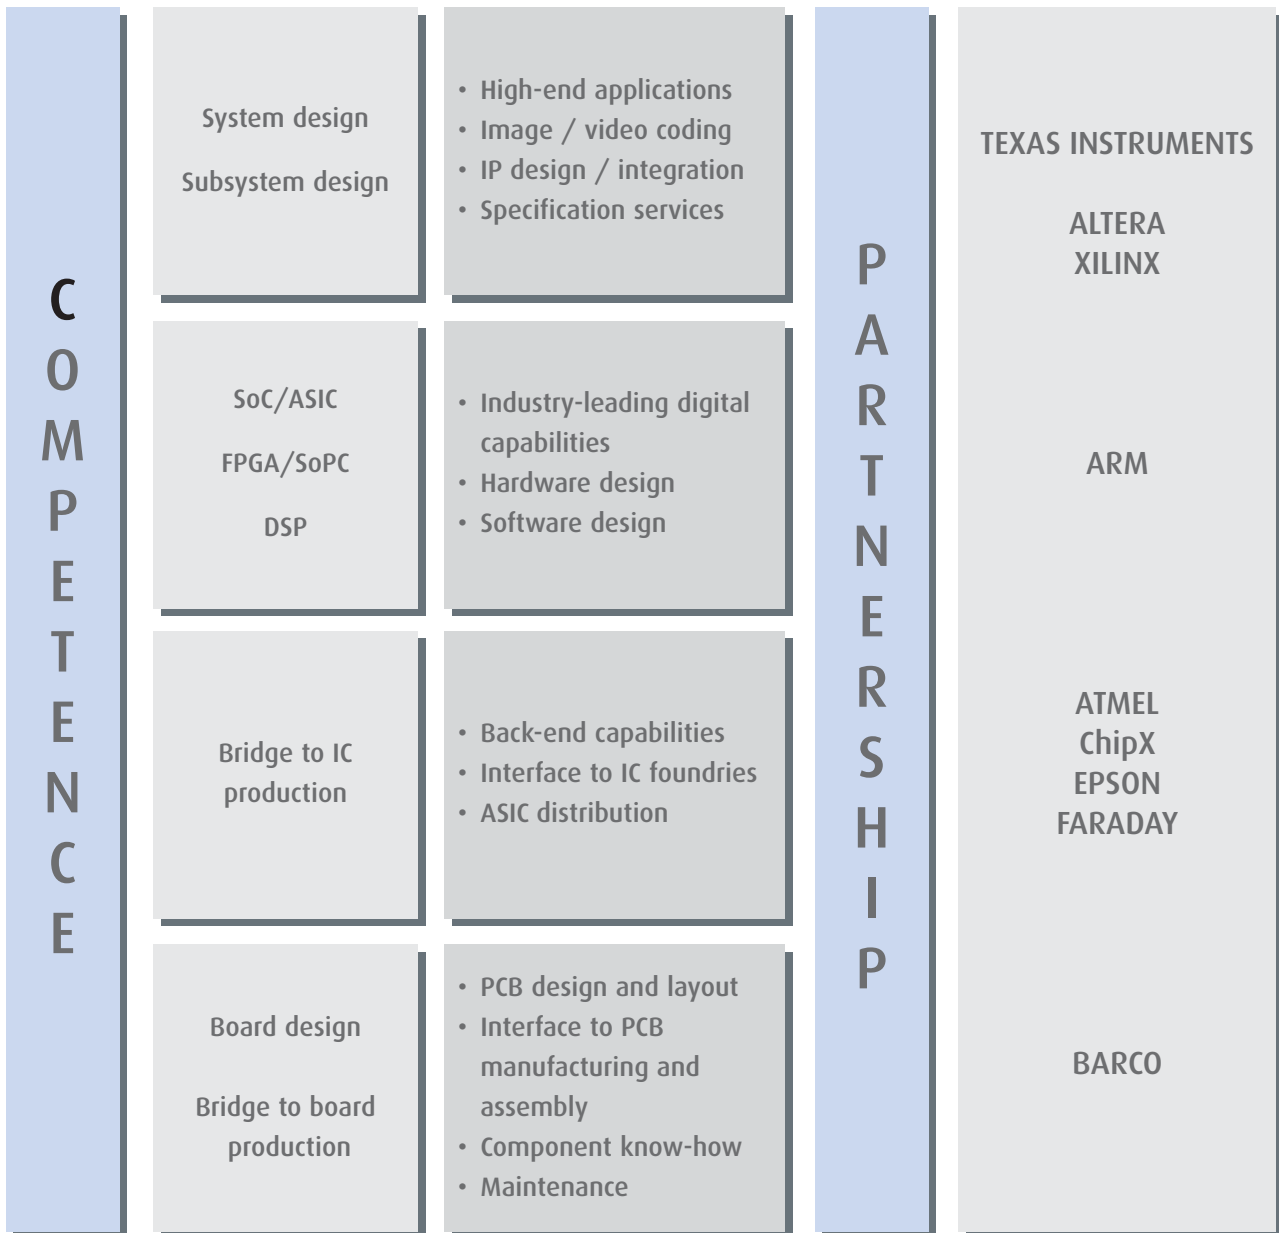 COMPETENCE
System design
Subsystem design
• High-end applications
• Image / video coding
• IP design / integration
• Specification services
SoC/ASIC
FPGA/SoPC
DSP
• Industry-leading digital
capabilities
• Hardware design
• Software design
Bridge to IC
production
• Back-end capabilities
• Interface to IC foundries
• ASIC distribution
Board design
Bridge to board
production
• PCB design and layout
• Interface to PCB
manufacturing and
assembly
• Component know-how
• Maintenance
PARTNERSHIP
TEXAS INSTRUMENTS
ALTERA
XILINX
ARM
ATMEL
ChipX
EPSON
FARADAY
BARCO